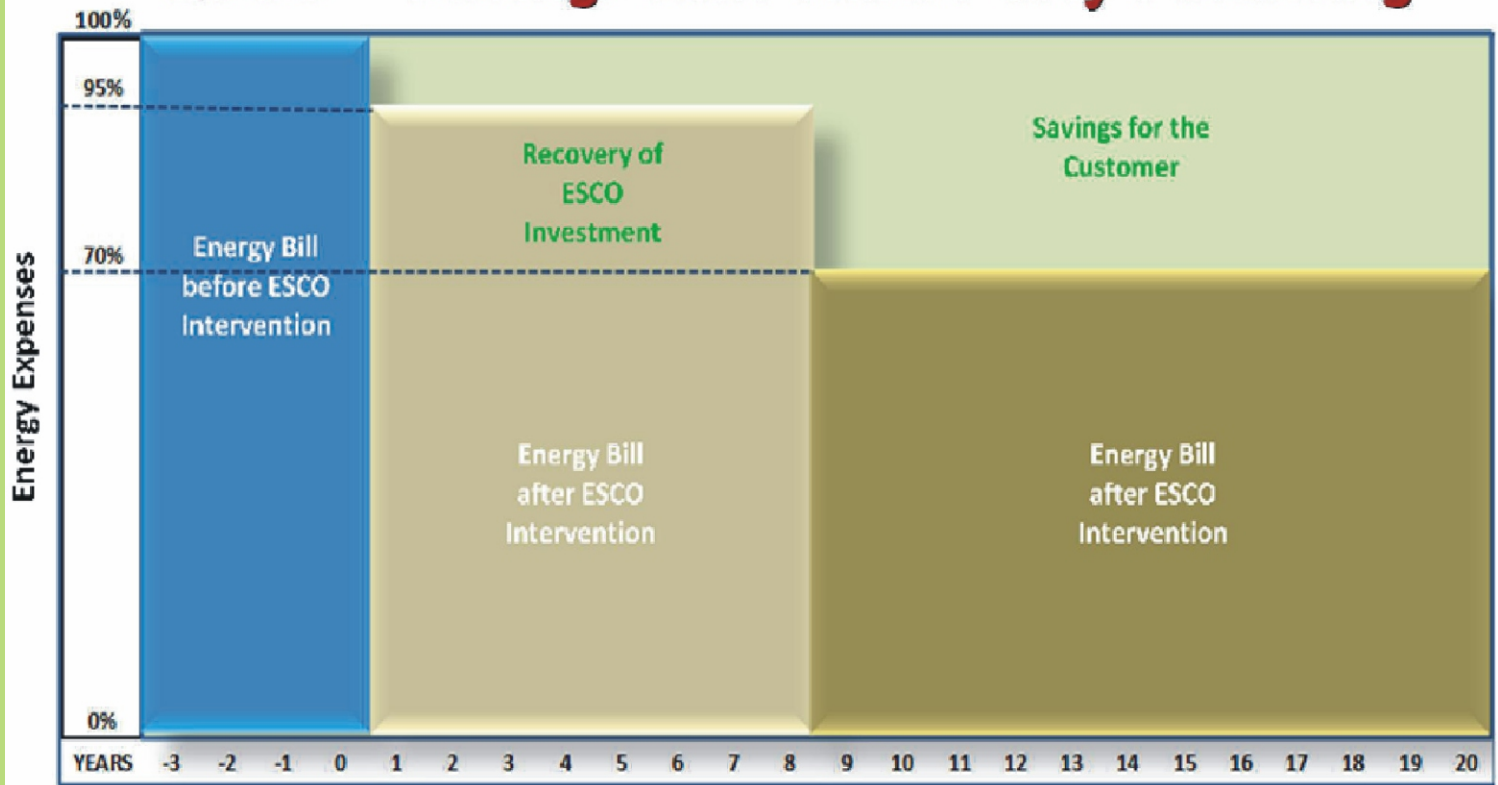 100%
95%
70%
0%
Energy Expenses
Energy Bill
before ESCO
Intervention
Recovery of
ESCO
Investment
Savings for the
Customer
Energy Bill
after ESCO
Intervention
Energy Bill
after ESCO
Intervention
YEARS -3 -2 -1 0 1 2 3 4 5 6 7 8 9 10 11 12 13 14 15 16 17 18 19 20